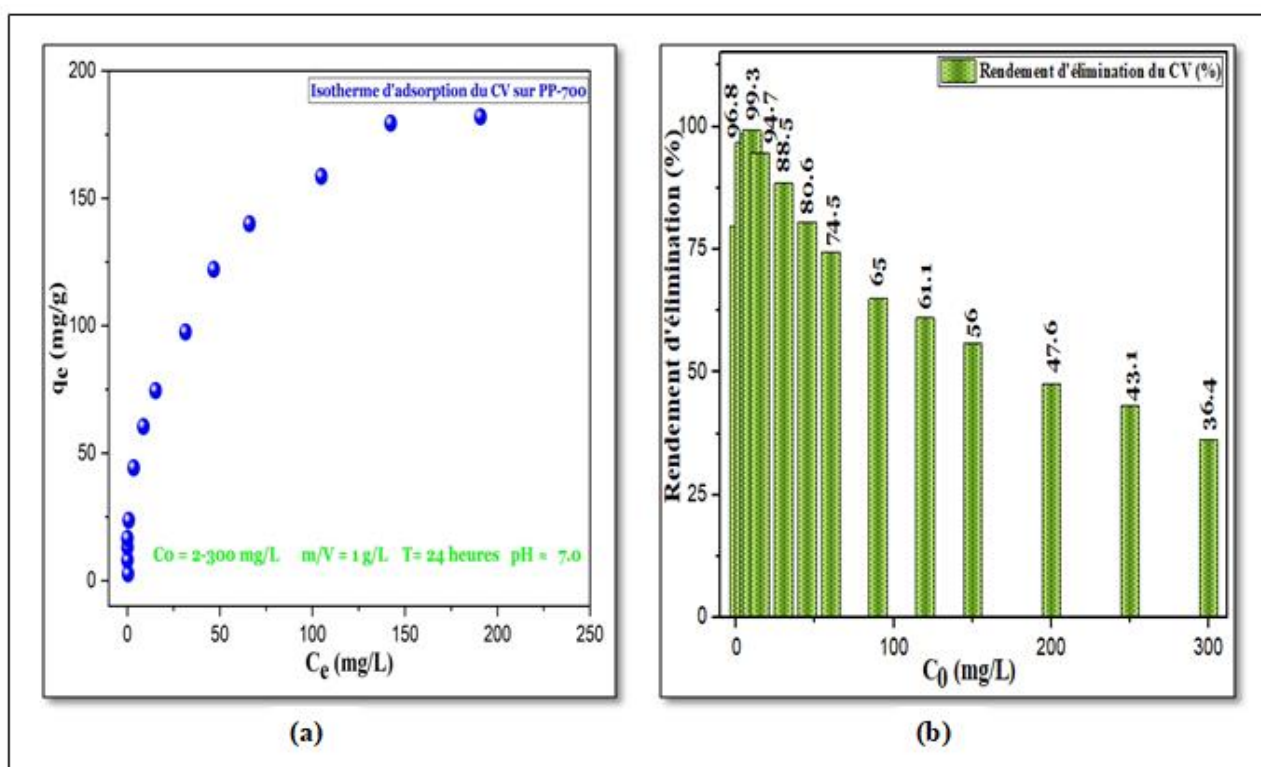 Isotherme d'adsorption du CV sur PP-700
200
150
100
50
0
qe (mg/g)
Co = 2-300 mg/L m/V = 1 g/L T= 24 heures pH = 7.0
0 50 100 150 200 250
Ce (mg/L)
(a)
Rendement d'élimination du CV (%)
100
75
50
25
0
Rendement d'élimination (%)
96.8
99.3
94.7
88.5
80.6
74.5
65
61.1
56
47.6
43.1
36.4
0 100 200 300
C0 (mg/L)
(b)